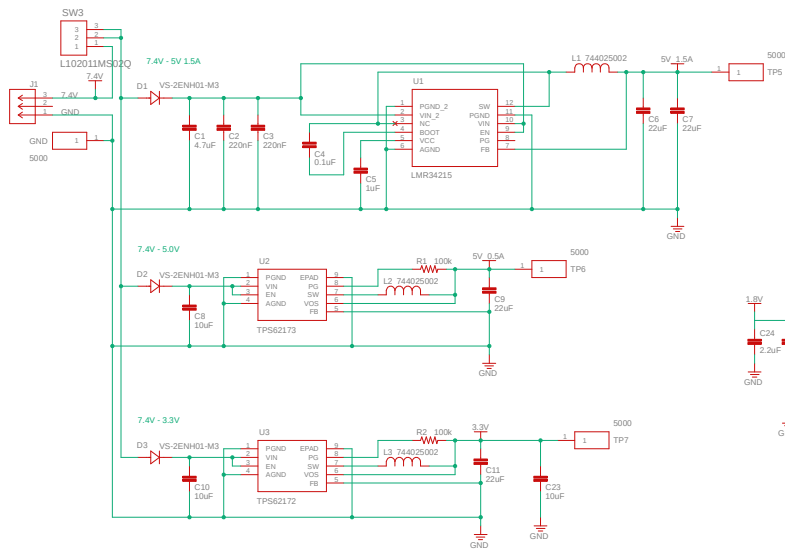 SW3
3
2
1
L102011MS02Q
7.4V - 5V 1.5A
7.4V
J1
3 7.4V
2
1 GND
GND 1 1
5000
D1 VS-2ENH01-M3
C1
4.7uF
C2
220nF
C3
220nF
C4
0.1uF
C5
1uF
U1
1 PGND_2
2 VIN_2
3 NC
4 BOOT
5 VCC
6 AGND
SW 12
PGND 11
VIN 10
EN 9
PG 8
FB 7
LMR34215
L1 744025002
5V_1.5A
1 1
5000
TP5
C6
22uF
C7
22uF
GND
7.4V - 5.0V
D2 VS-2ENH01-M3
C8
10uF
U2
1 PGND
2 VIN
3 EN
4 AGND
EPAD 9
PG 8
SW 7
VOS 6
FB 5
TPS62173
R1 100k
L2 744025002
5V_0.5A
C9
22uF
1 1
5000
TP6
GND
1.8V
C24
2.2uF
GND
7.4V - 3.3V
D3 VS-2ENH01-M3
C10
10uF
U3
1 PGND
2 VIN
3 EN
4 AGND
EPAD 9
PG 8
SW 7
VOS 6
FB 5
TPS62172
R2 100k
L3 744025002
3.3V
C11
22uF
C23
10uF
1 1
5000
TP7
GND
GND